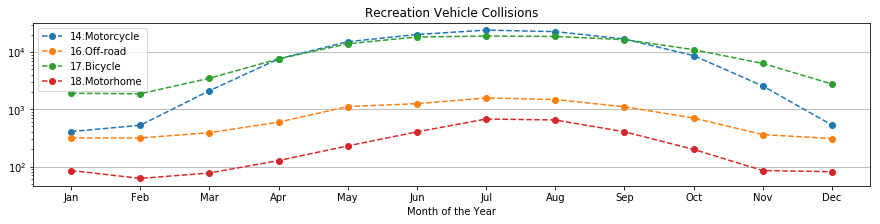 Recreation Vehicle Collisions
14.Motorcycle
16.Off-road
17.Bicycle
18.Motorhome
10⁴
10³
10²
Jan Feb Mar Apr May Jun Jul Aug Sep Oct Nov Dec
Month of the Year